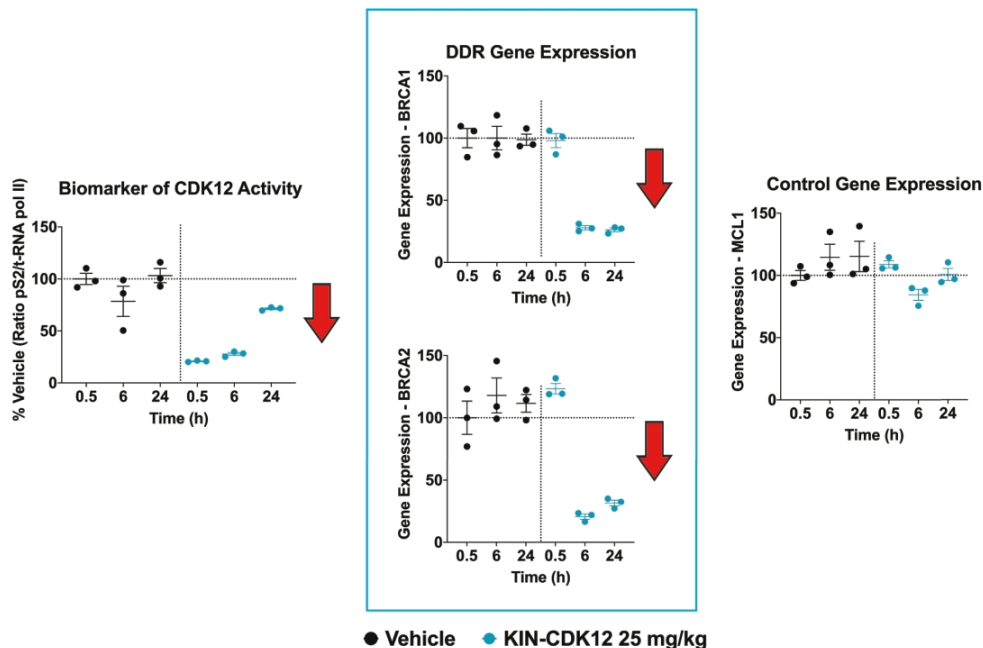 Biomarker of CDK12 Activity
% Vehicle (Ratio pS2/t-RNA pol II)
150
100
50
0
0.5 6 24 0.5 6 24
Time (h)
DDR Gene Expression
Gene Expression - BRCA1
150
100
50
0
0.5 6 24 0.5 6 24
Time (h)
Gene Expression - BRCA2
150
100
50
0
0.5 6 24 0.5 6 24
Time (h)
Control Gene Expression
Gene Expression - MCL1
150
100
50
0
0.5 6 24 0.5 6 24
Time (h)
Vehicle KIN-CDK12 25 mg/kg